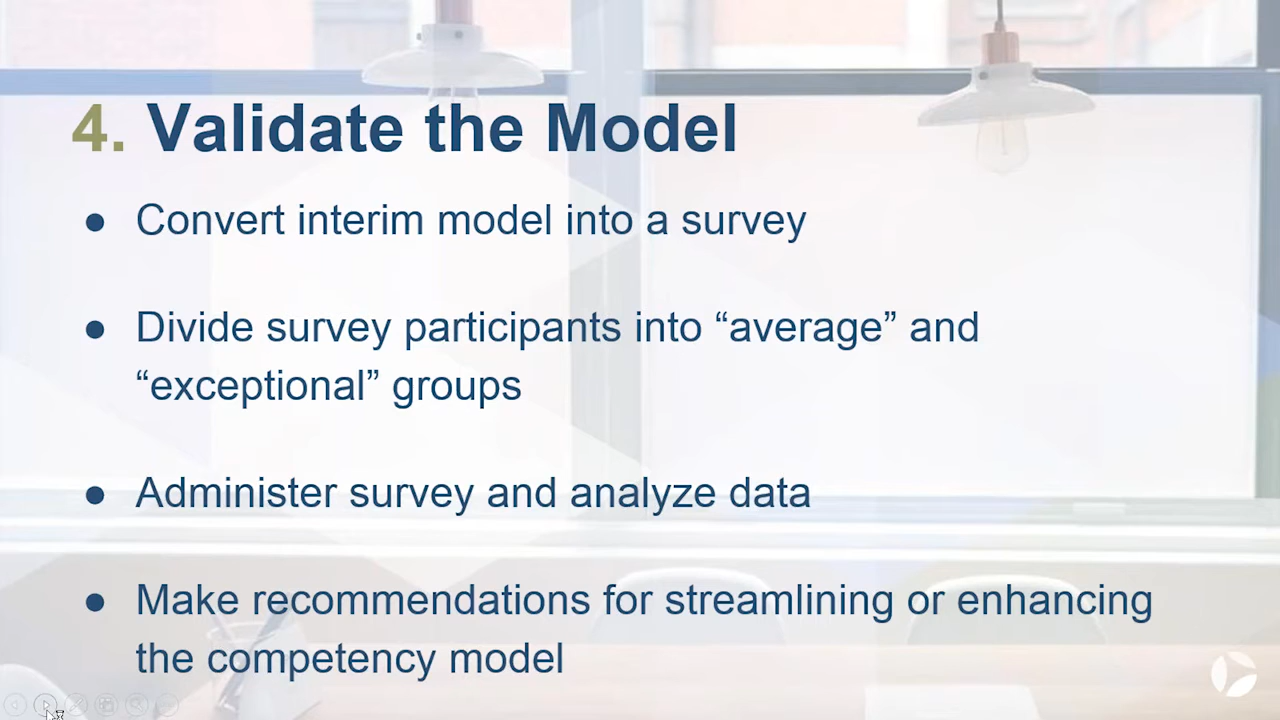 4. Validate the Model
● Convert interim model into a survey
● Divide survey participants into “average” and
“exceptional” groups
● Administer survey and analyze data
● Make recommendations for streamlining or enhancing
the competency model